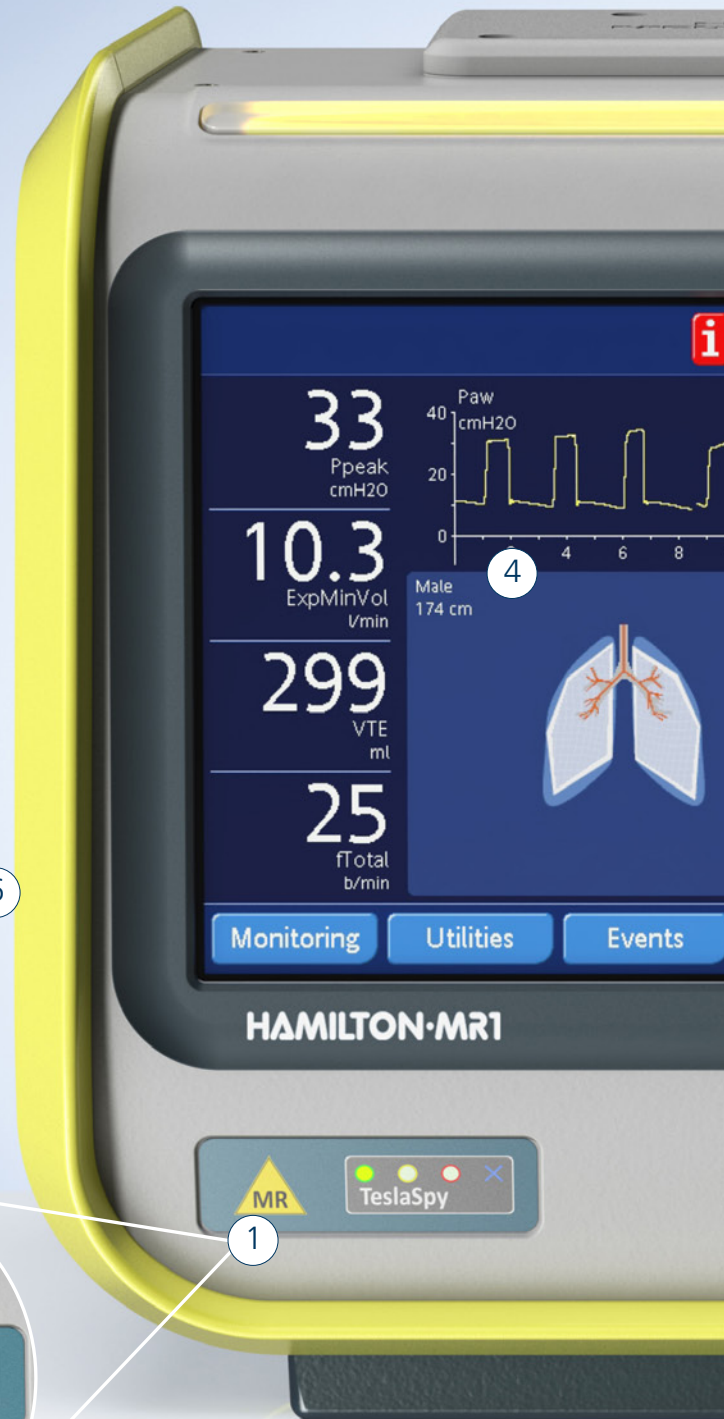 i
33
Ppeak
cmH2O
10.3
ExpMinVol
l/min
299
VTE
ml
25
fTotal
b/min
Paw
cmH2O
40
20
0
4 6 8
4
Male
174 cm
Monitoring Utilities Events
HAMILTON·MR1
MR
TeslaSpy
1